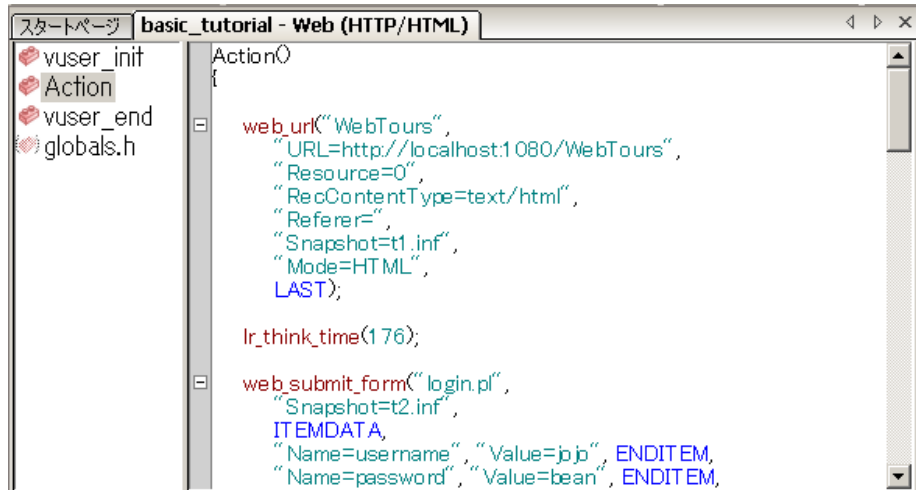 スタートページ basic_tutorial - Web (HTTP/HTML)
vuser_init
Action
vuser_end
globals.h
Action()
{
web_url("WebTours",
"URL=http://localhost:1080/WebTours",
"Resource=0",
"RecContentType=text/html",
"Referer=",
"Snapshot=t1.inf",
"Mode=HTML",
LAST);
lr_think_time(176);
web_submit_form("login.pl",
"Snapshot=t2.inf",
ITEMDATA,
"Name=username", "Value=jojo", ENDITEM,
"Name=password", "Value=bean", ENDITEM,